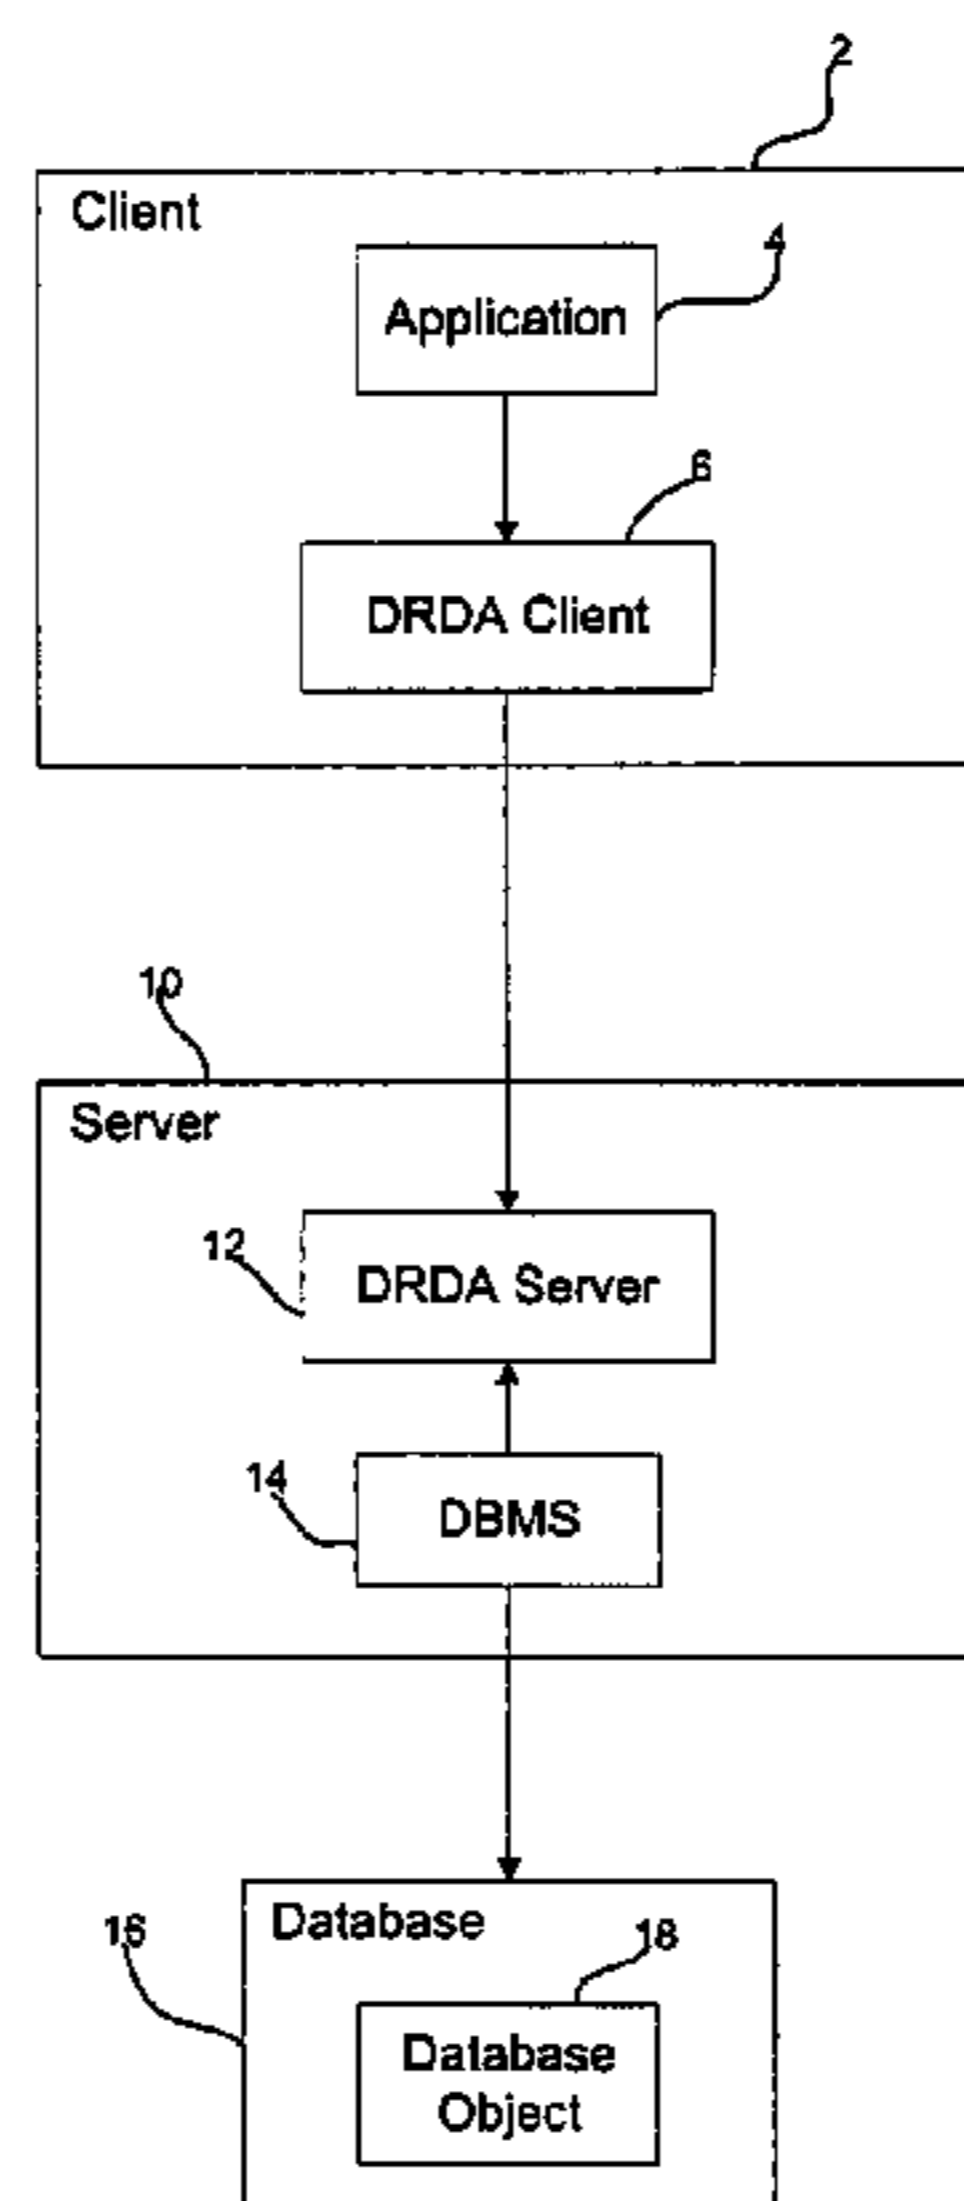 2
Client
4
Application
6
DRDA Client
10
Server
12
DRDA Server
14
DBMS
Database
16
18
Database
Object